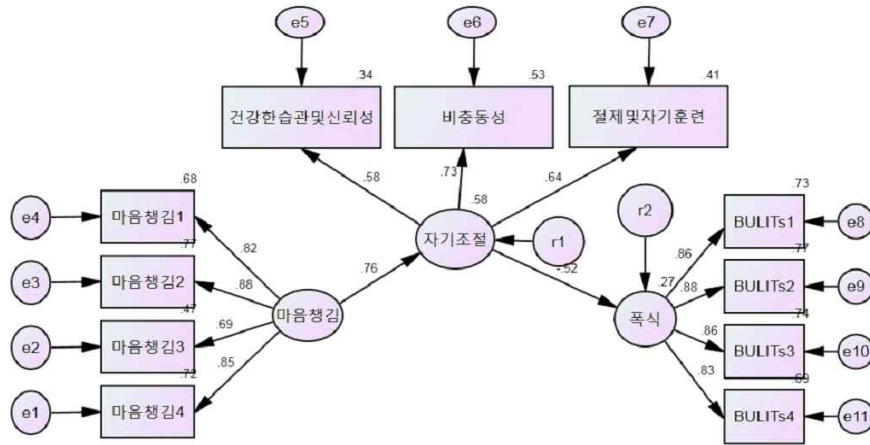 e5
e6
e7
.34
.53
.41
건강한습관및신뢰성
비충동성
절제및자기훈련
.68
.58
.73
.64
.73
e4
마음챙김1
.58
r2
BULITs1
e8
.77
.82
자기조절
r1
.86
.77
e3
마음챙김2
.88
.76
-.52
.27
.88
BULITs2
e9
.47
.69
마음챙김
폭식
.86
.74
e2
마음챙김3
.85
.83
BULITs3
e10
.72
.69
e1
마음챙김4
BULITs4
e11